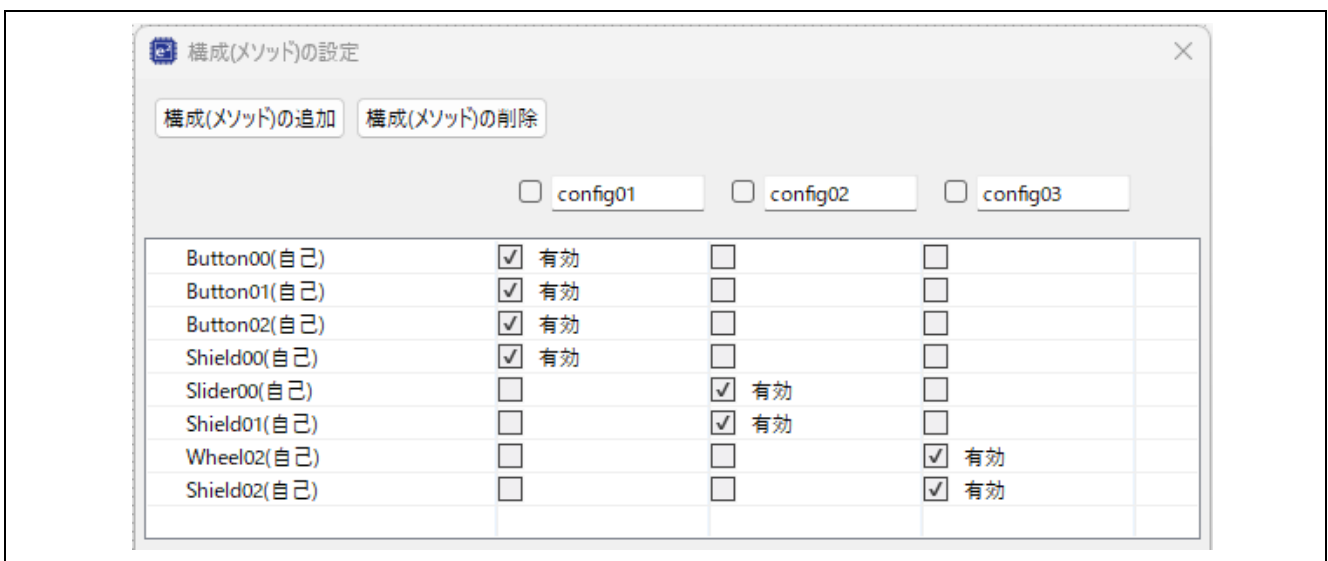 構成(メソッド)の設定
構成(メソッド)の追加 構成(メソッド)の削除
config01 config02 config03
Button00(自己) 有効
Button01(自己) 有効
Button02(自己) 有効
Shield00(自己) 有効
Slider00(自己) 有効
Shield01(自己) 有効
Wheel02(自己) 有効
Shield02(自己) 有効